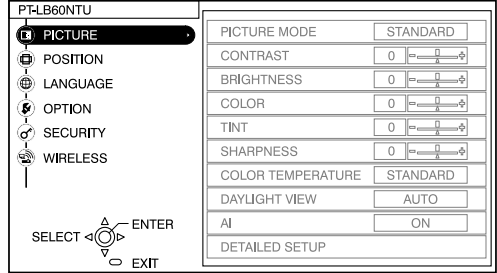 PT-LB60NTU
PICTURE
POSITION
LANGUAGE
OPTION
SECURITY
WIRELESS
SELECT
ENTER
EXIT
PICTURE MODE STANDARD
CONTRAST 0
BRIGHTNESS 0
COLOR 0
TINT 0
SHARPNESS 0
COLOR TEMPERATURE STANDARD
DAYLIGHT VIEW AUTO
AI ON
DETAILED SETUP